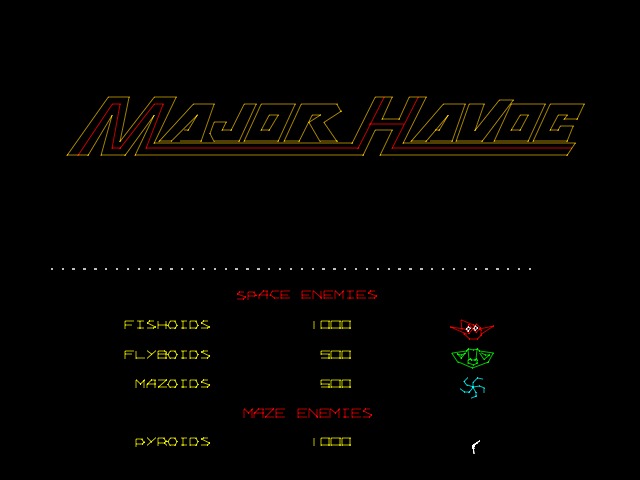 MAJOR HAVOC
SPACE ENEMIES
FISHOIDS 1000
FLYBOIDS 500
MAZOIDS 500
MAZE ENEMIES
PYROIDS 1000